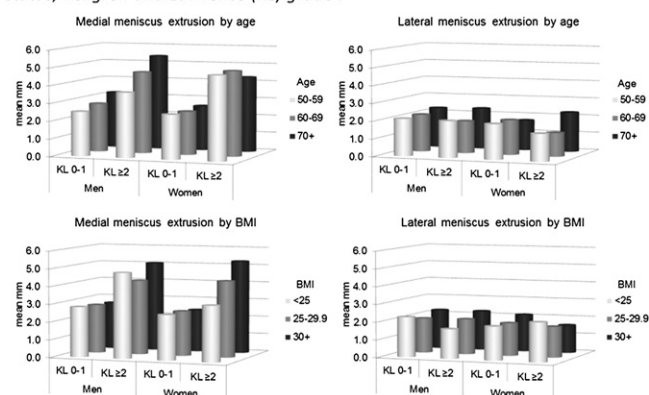 Medial meniscus extrusion by age
6.0
5.0
4.0
3.0
2.0
1.0
0.0
mean mm
KL 0-1
KL ≥2
KL 0-1
KL ≥2
Men
Women
Age
50-59
60-69
70+
Lateral meniscus extrusion by age
6.0
5.0
4.0
3.0
2.0
1.0
0.0
mean mm
KL 0-1
KL ≥2
KL 0-1
KL ≥2
Men
Women
Age
50-59
60-69
70+
Medial meniscus extrusion by BMI
6.0
5.0
4.0
3.0
2.0
1.0
0.0
mean mm
KL 0-1
KL ≥2
KL 0-1
KL ≥2
Men
Women
BMI
<25
25-29.9
30+
Lateral meniscus extrusion by BMI
6.0
5.0
4.0
3.0
2.0
1.0
0.0
mean mm
KL 0-1
KL ≥2
KL 0-1
KL ≥2
Men
Women
BMI
<25
25-29.9
30+